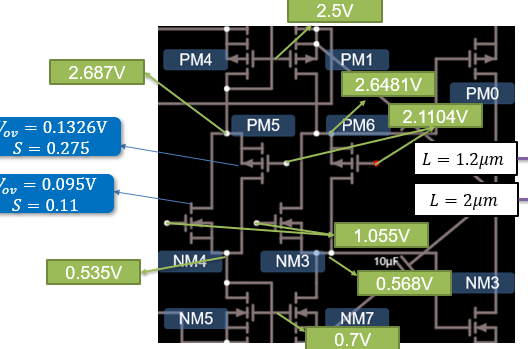 2.5V
PM4
PM1
2.687V
2.6481V
PM0
2.1104V
V_ov = 0.1326V
S = 0.275
PM5
PM6
L = 1.2μm
V_ov = 0.095V
S = 0.11
L = 2μm
1.055V
NM4
NM3
10μF
0.535V
0.568V
NM3
NM5
NM7
0.7V